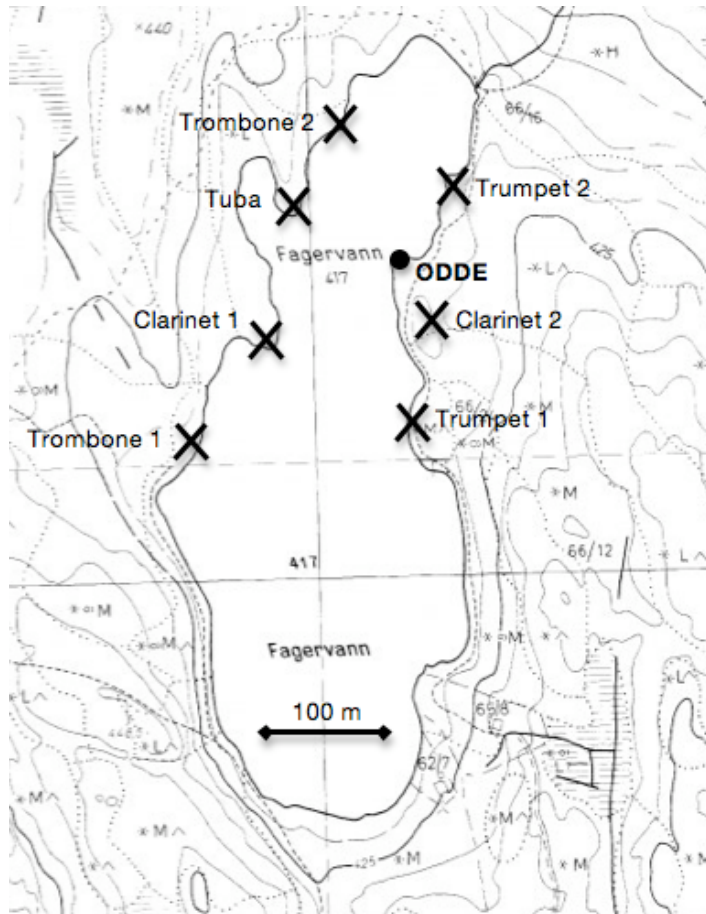 440
M
H
66/16
Trombone 2
L
Tuba
Trumpet 2
Fagervann
417
ODDE
425
L
Clarinet 1
Clarinet 2
M
M
M
Trumpet 1
M
Trombone 1
M
417
66/12
L
M
M
M
Fagervann
L
L
L
100 m
66/8
62/7
M
M
M
425
M
M